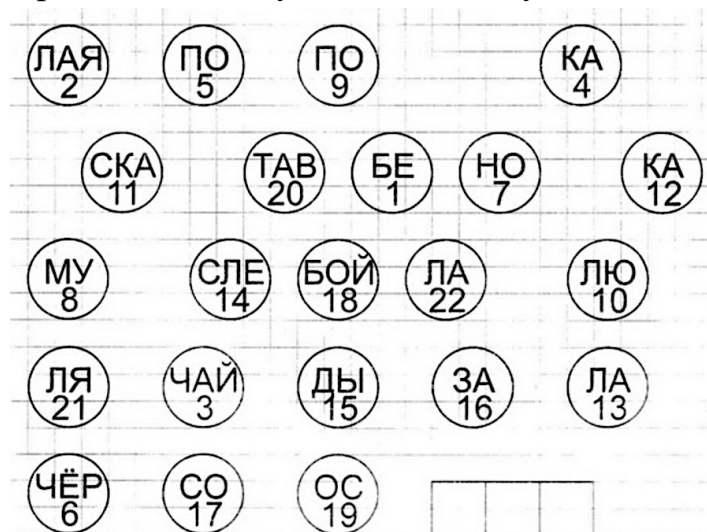 ЛАЯ ПО ПО КА
2 5 9 4
СКА ТАВ БЕ НО КА
11 20 1 7 12
МУ СЛЕ БОЙ ЛА ЛЮ
8 14 18 22 10
ЛЯ ЧАЙ ДЫ ЗА ЛА
21 3 15 16 13
ЧЁР СО ОС
6 17 19